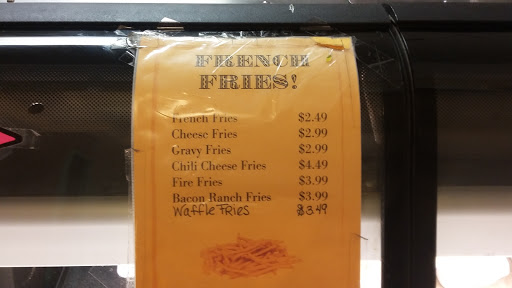 FRENCH
FRIES!
French Fries $2.49
Cheese Fries $2.99
Gravy Fries $2.99
Chili Cheese Fries $4.49
Fire Fries $3.99
Bacon Ranch Fries $3.99
Waffle Fries $3.49